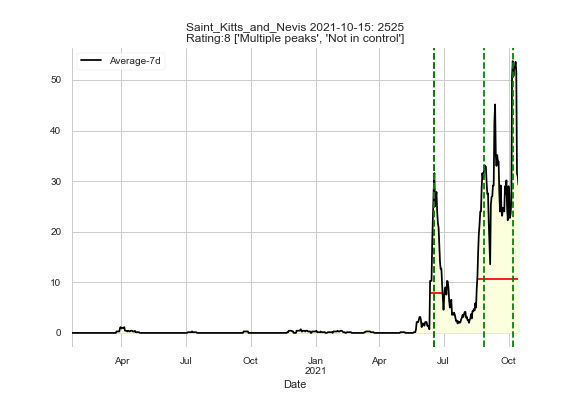 Saint_Kitts_and_Nevis 2021-10-15: 2525
Rating:8 ['Multiple peaks', 'Not in control']
Average-7d
50
40
30
20
10
0
Apr Jul Oct Jan Apr Jul Oct
2021
Date